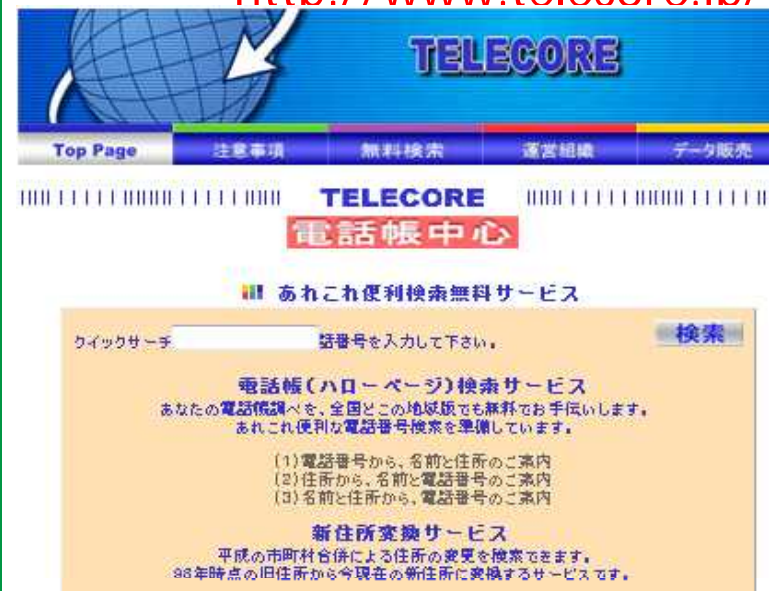 http://www.telecore.jp/
TELECORE
Top Page 注意事項 無料検索 運営組織 データ販売
TELECORE
電話帳中心
あれこれ便利検索無料サービス
クイックサーチ 話番号を入力して下さい。 検索
電話帳(ハローページ)検索サービス
あなたの電話帳調べを、全国どこの地域版でも無料でお手伝いします。
あれこれ便利な電話番号検索を準備しています。
(1)電話番号から、名前と住所のご案内
(2)住所から、名前と電話番号のご案内
(3)名前と住所から、電話番号のご案内
新住所変換サービス
平成の市町村合併による住所の変更を検索できます。
98年時点の旧住所から今現在の新住所に変換するサービスです。